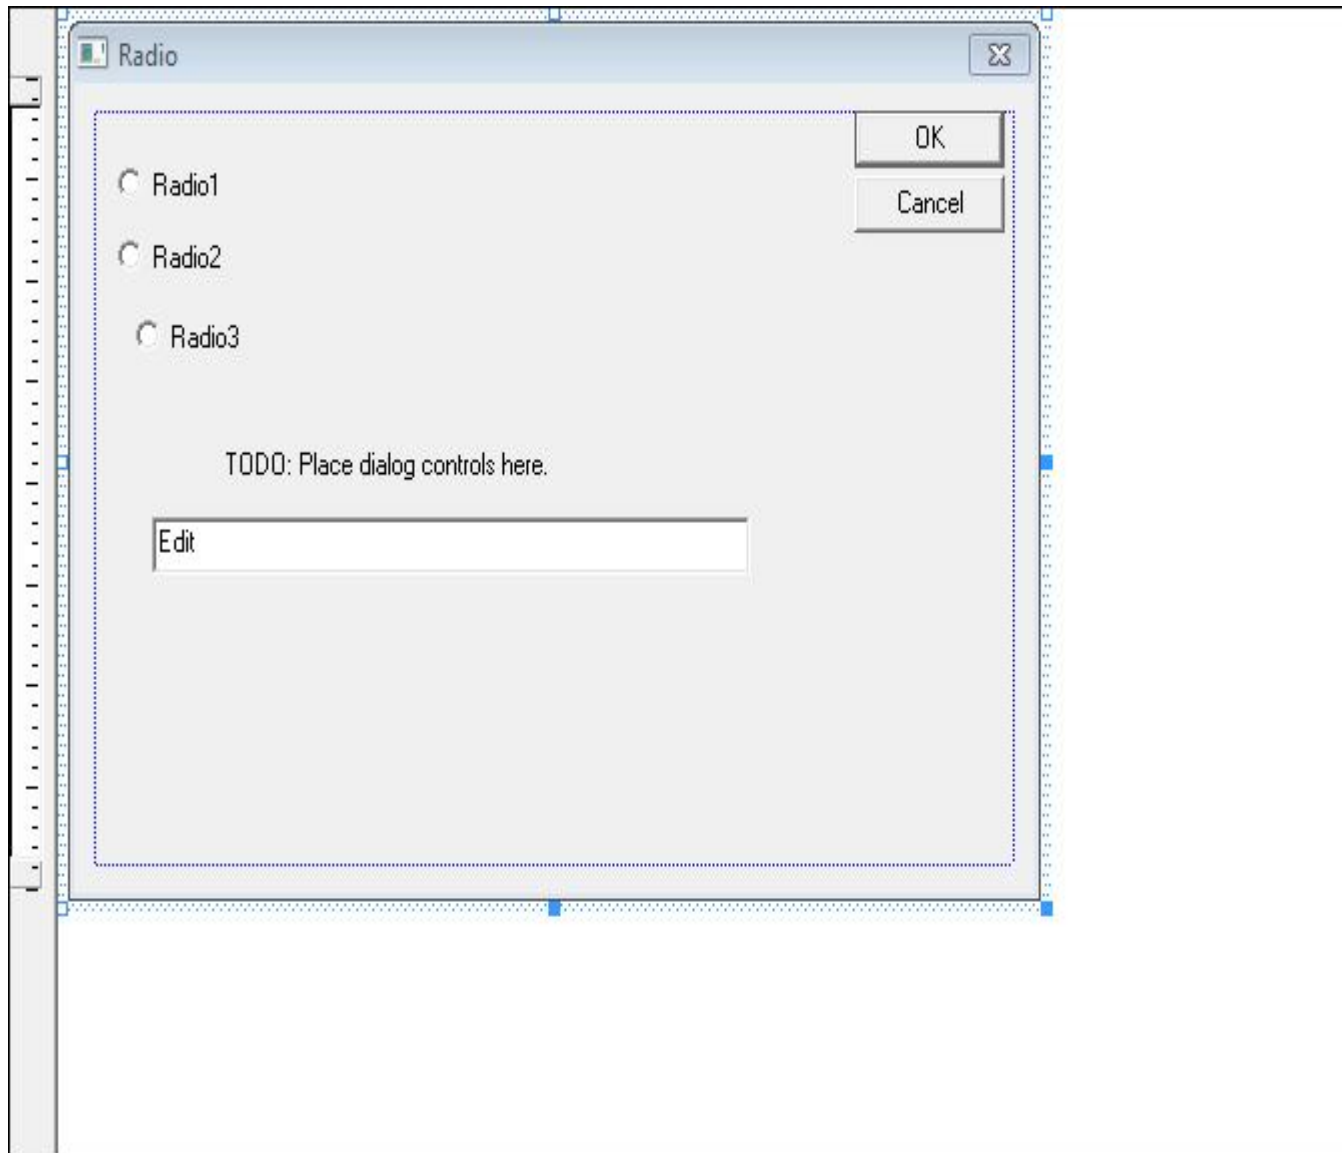 Radio
OK
Radio1
Cancel
Radio2
Radio3
TODO: Place dialog controls here.
Edit